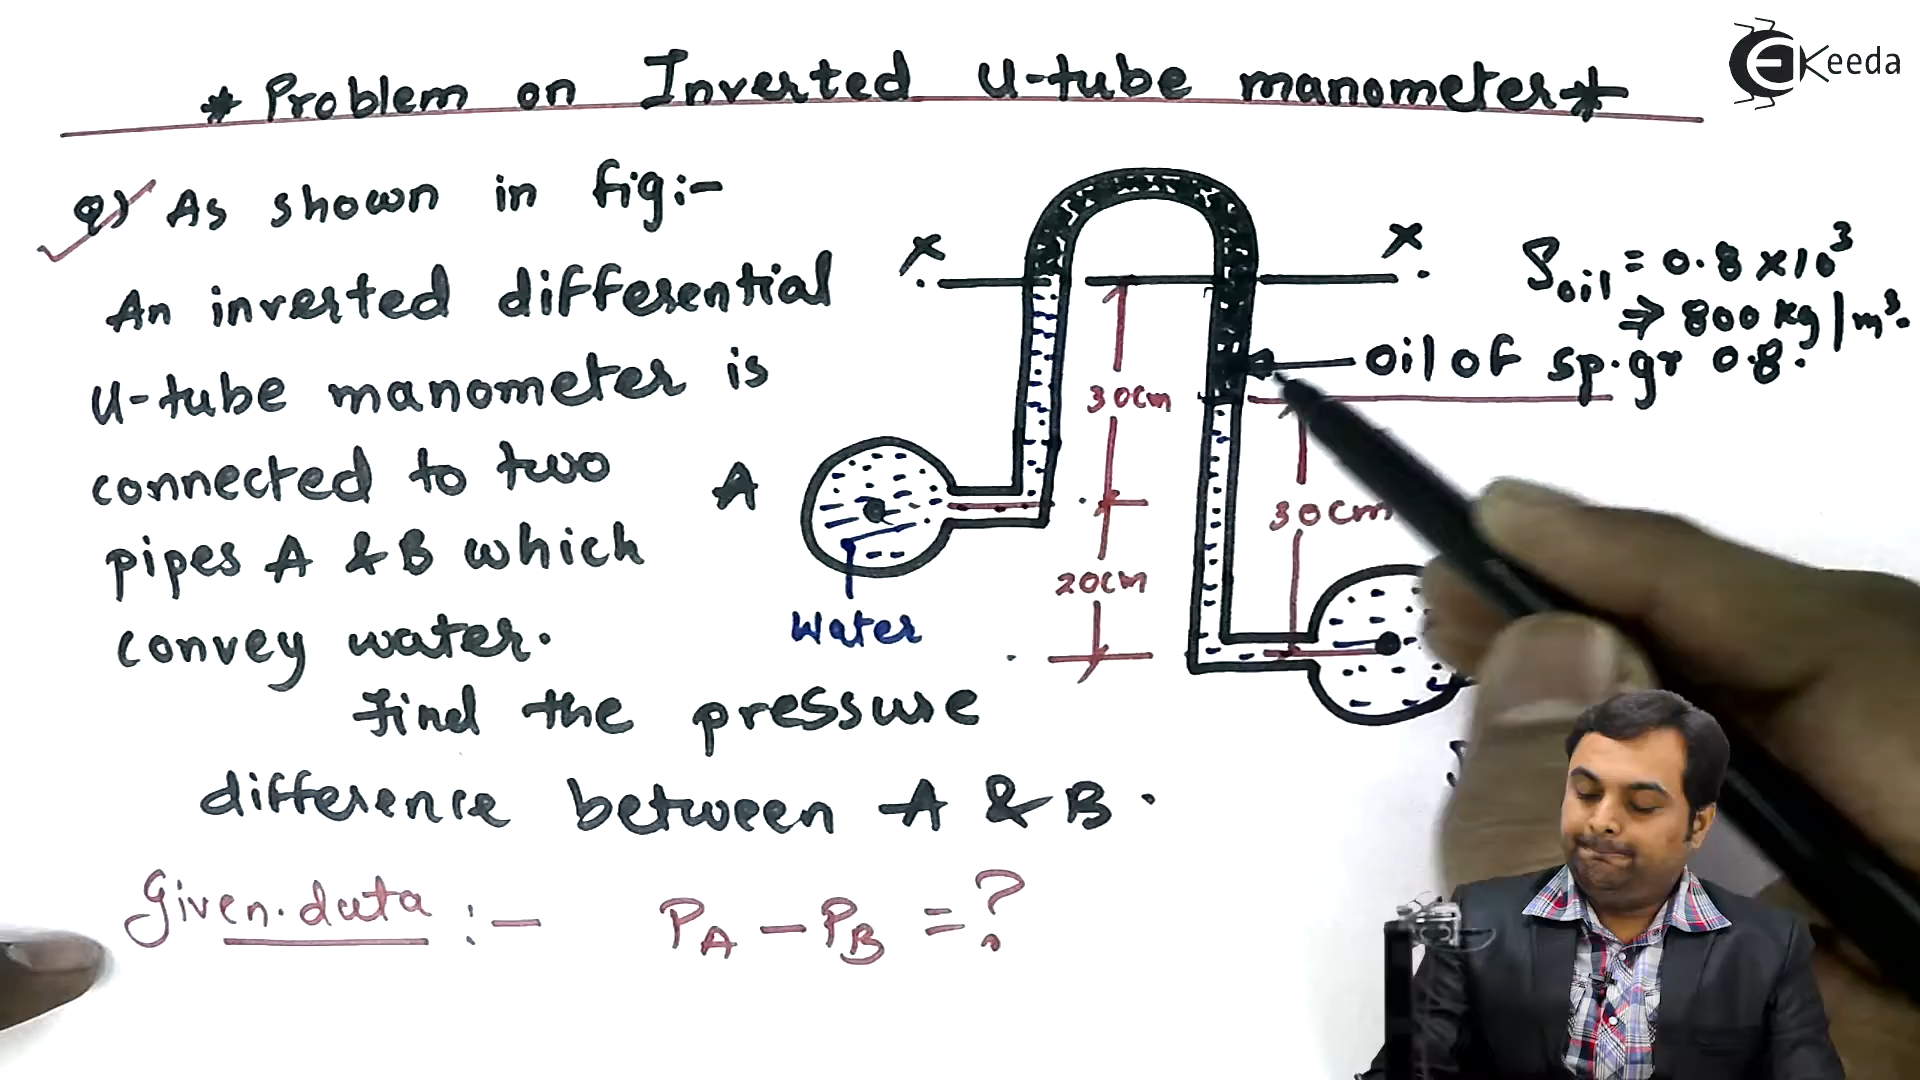 * Problem on Inverted U-tube manometer *
EKeeda
Q) As shown in fig:-
An inverted differential
U-tube manometer is
connected to two
pipes A & B which
convey water.
Find the pressure
difference between A & B.
Given data :- PA - PB = ?
X X
ρoil = 0.8 × 10³
⇒ 800 kg/m³.
oil of sp.gr 0.8.
30cm
A
30cm
20cm
Water